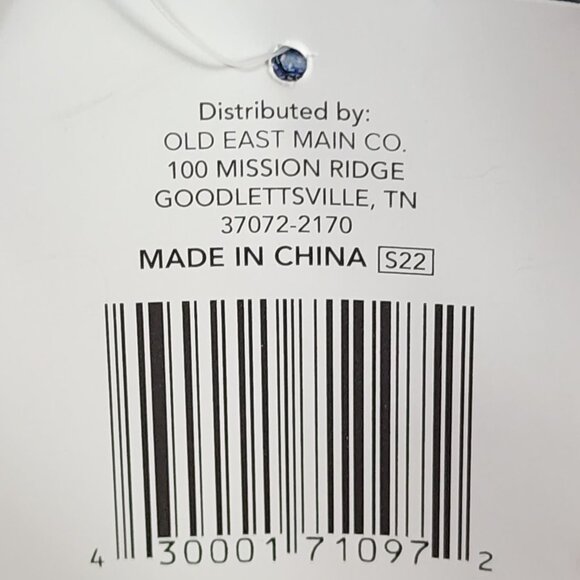 Distributed by:
OLD EAST MAIN CO.
100 MISSION RIDGE
GOODLETTSVILLE, TN
37072-2170
MADE IN CHINA S22
4 30001 71097 2